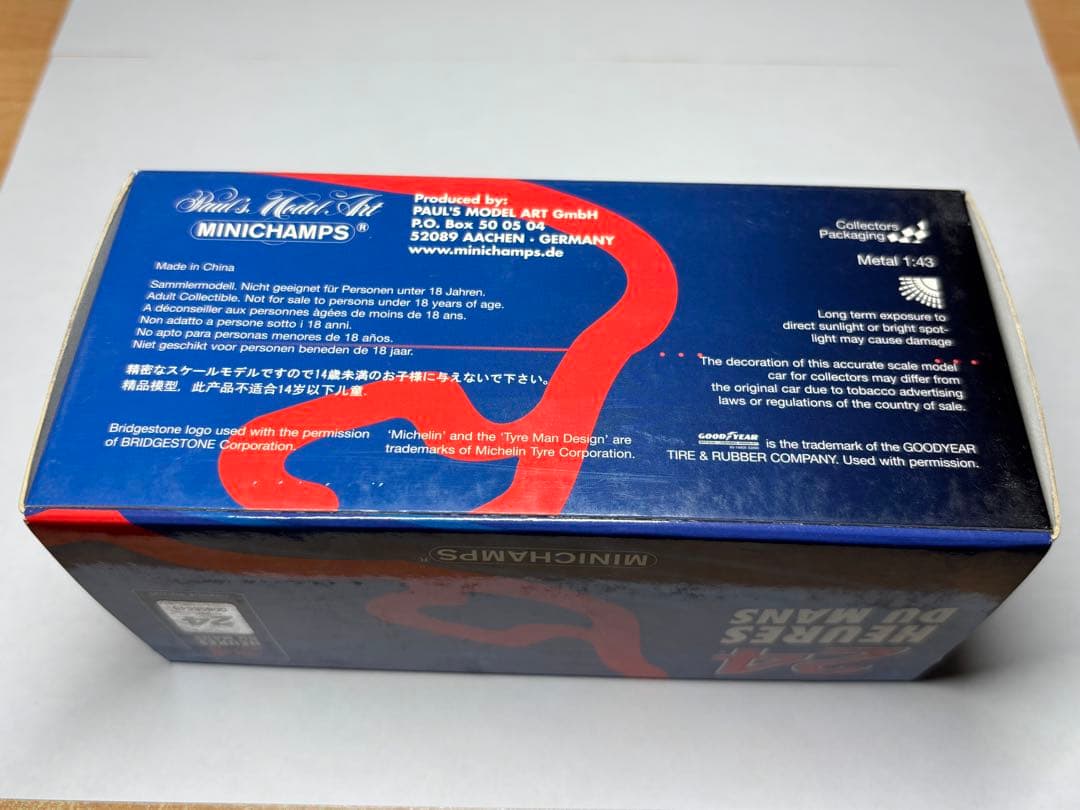 Paul's Model Art
MINICHAMPS®
Produced by:
PAUL'S MODEL ART GmbH
P.O. Box 50 05 04
52089 AACHEN · GERMANY
www.minichamps.de
Collectors
Packaging
Metal 1:43
Long term exposure to
direct sunlight or bright spot-
light may cause damage
Made in China
Sammlermodell. Nicht geeignet für Personen unter 18 Jahren.
Adult Collectible. Not for sale to persons under 18 years of age.
A déconseiller aux personnes âgées de moins de 18 ans.
Non adatto a persone sotto i 18 anni.
No apto para personas menores de 18 años.
Niet geschikt voor personen beneden de 18 jaar.
精密なスケールモデルですので14歳未満のお子様に与えないで下さい。
精品模型，此产品不适合14岁以下儿童.
The decoration of this accurate scale model
car for collectors may differ from
the original car due to tobacco advertising
laws or regulations of the country of sale.
Bridgestone logo used with the permission
of BRIDGESTONE Corporation.
'Michelin' and the 'Tyre Man Design' are
trademarks of Michelin Tyre Corporation.
GOODYEAR is the trademark of the GOODYEAR
TIRE & RUBBER COMPANY. Used with permission.
MINICHAMPS®
24
HEURES
DU MANS
24